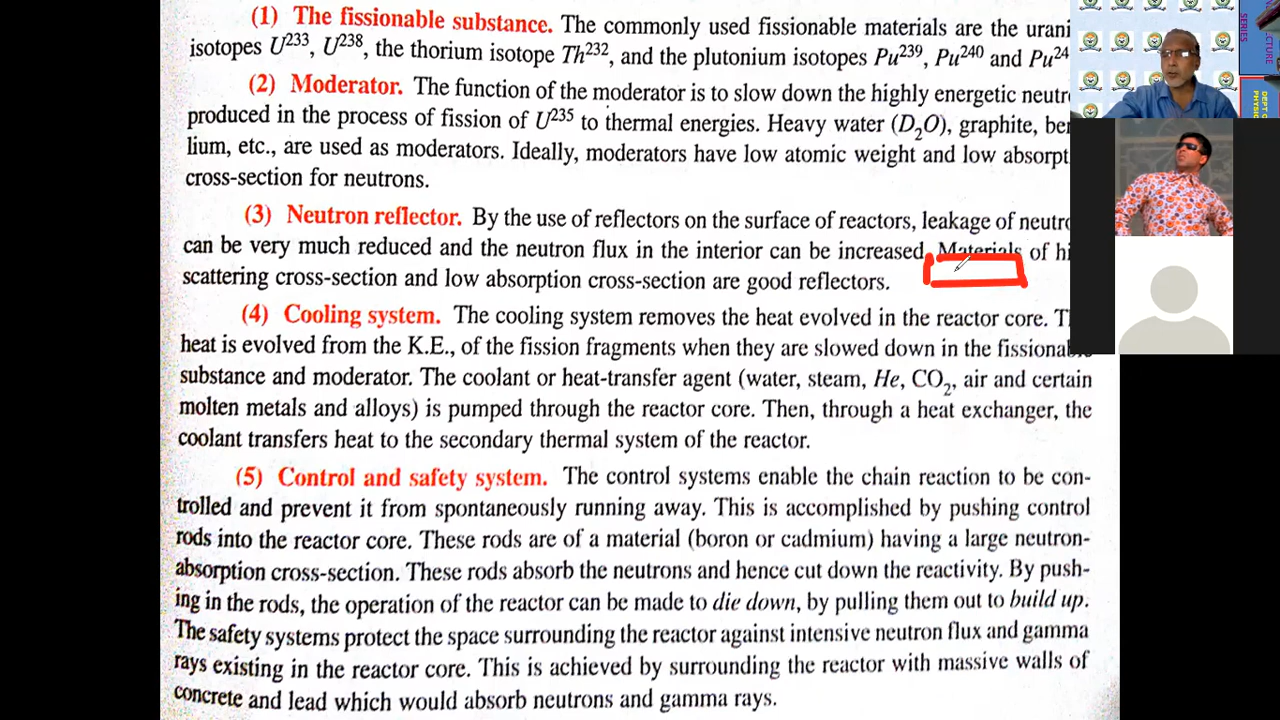 (1) The fissionable substance. The commonly used fissionable materials are the urani
isotopes U233, U238, the thorium isotope Th232, and the plutonium isotopes Pu239, Pu240 and Pu24
(2) Moderator. The function of the moderator is to slow down the highly energetic neutr
produced in the process of fission of U235 to thermal energies. Heavy water (D2O), graphite, ber
lium, etc., are used as moderators. Ideally, moderators have low atomic weight and low absorpt
cross-section for neutrons.
(3) Neutron reflector. By the use of reflectors on the surface of reactors, leakage of neutro
can be very much reduced and the neutron flux in the interior can be increased. Materials of hi
scattering cross-section and low absorption cross-section are good reflectors.
(4) Cooling system. The cooling system removes the heat evolved in the reactor core. T
heat is evolved from the K.E., of the fission fragments when they are slowed down in the fissionab
substance and moderator. The coolant or heat-transfer agent (water, steam, He, CO2, air and certain
molten metals and alloys) is pumped through the reactor core. Then, through a heat exchanger, the
coolant transfers heat to the secondary thermal system of the reactor.
(5) Control and safety system. The control systems enable the chain reaction to be con-
trolled and prevent it from spontaneously running away. This is accomplished by pushing control
rods into the reactor core. These rods are of a material (boron or cadmium) having a large neutron-
absorption cross-section. These rods absorb the neutrons and hence cut down the reactivity. By push-
ing in the rods, the operation of the reactor can be made to die down, by pulling them out to build up.
The safety systems protect the space surrounding the reactor against intensive neutron flux and gamma
rays existing in the reactor core. This is achieved by surrounding the reactor with massive walls of
concrete and lead which would absorb neutrons and gamma rays.
SERIES
CTURE
DEPT O
PHYSI